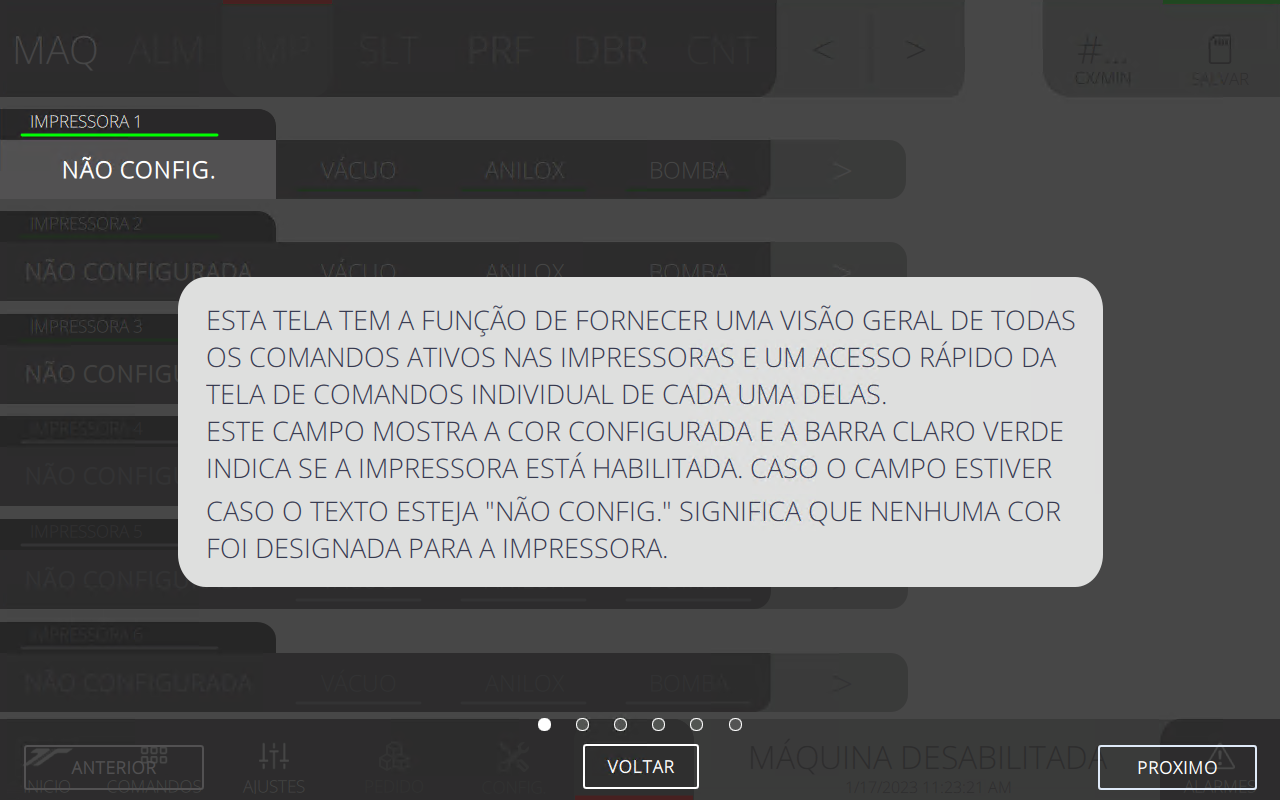 MAQ ALM IMP SLT PRF DBR CNT < > #... CX/MIN SALVAR
IMPRESSORA 1
NÃO CONFIG. VÁCUO ANILOX BOMBA >
IMPRESSORA 2
NÃO CONFIGURADA VÁCUO ANILOX BOMBA >
IMPRESSORA 3
NÃO CONFIGU
ESTA TELA TEM A FUNÇÃO DE FORNECER UMA VISÃO GERAL DE TODAS
OS COMANDOS ATIVOS NAS IMPRESSORAS E UM ACESSO RÁPIDO DA
TELA DE COMANDOS INDIVIDUAL DE CADA UMA DELAS.
ESTE CAMPO MOSTRA A COR CONFIGURADA E A BARRA CLARO VERDE
INDICA SE A IMPRESSORA ESTÁ HABILITADA. CASO O CAMPO ESTIVER
CASO O TEXTO ESTEJA "NÃO CONFIG." SIGNIFICA QUE NENHUMA COR
FOI DESIGNADA PARA A IMPRESSORA.
IMPRESSORA 4
NÃO CONFIGU
IMPRESSORA 5
NÃO CONFIGU
IMPRESSORA 6
NÃO CONFIGURADA VÁCUO ANILOX BOMBA >
ANTERIOR
INICIO COMANDOS AJUSTES PEDIDO CONFIG
VOLTAR
MÁQUINA DESABILITADA
1/17/2023 11:23:21 AM
PROXIMO
ALARMES